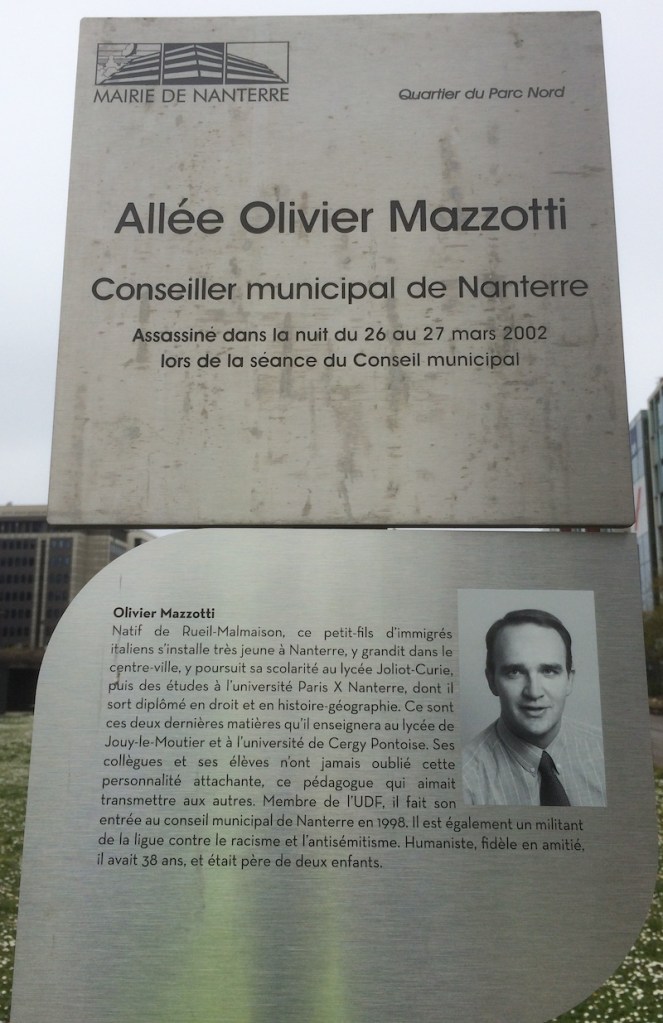 MAIRIE DE NANTERRE
Quartier du Parc Nord
Allée Olivier Mazzotti
Conseiller municipal de Nanterre
Assassiné dans la nuit du 26 au 27 mars 2002
lors de la séance du Conseil municipal
Olivier Mazzotti
Natif de Rueil-Malmaison, ce petit-fils d'immigrés
italiens s'installe très jeune à Nanterre, y grandit dans le
centre-ville, y poursuit sa scolarité au lycée Joliot-Curie,
puis des études à l'université Paris X Nanterre, dont il
sort diplômé en droit et en histoire-géographie. Ce sont
ces deux dernières matières qu'il enseignera au lycée de
Jouy-le-Moutier et à l'université de Cergy Pontoise. Ses
collègues et ses élèves n'ont jamais oublié cette
personnalité attachante, ce pédagogue qui aimait
transmettre aux autres. Membre de l'UDF, il fait son
entrée au conseil municipal de Nanterre en 1998. Il est également un militant
de la ligue contre le racisme et l'antisémitisme. Humaniste, fidèle en amitié,
il avait 38 ans, et était père de deux enfants.